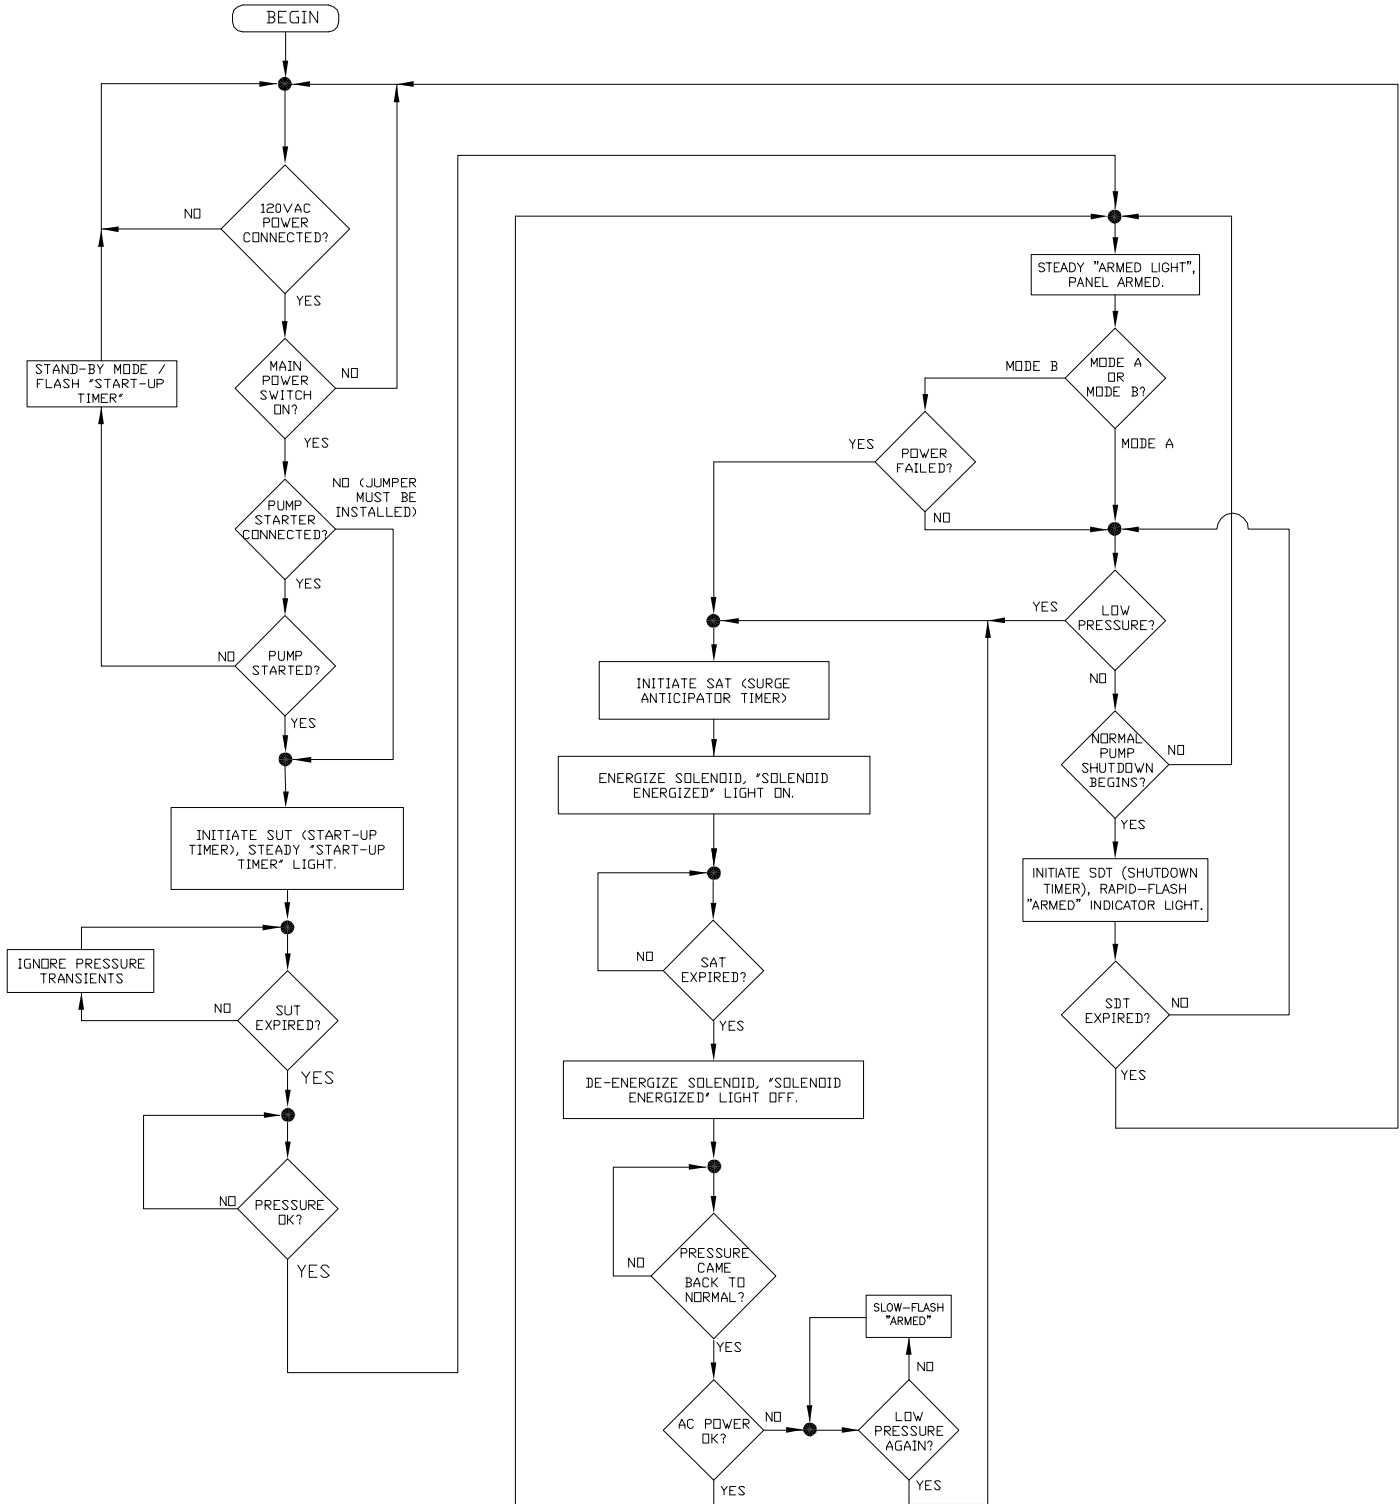 BEGIN
120VAC
POWER
CONNECTED?
NO
YES
MAIN
POWER
SWITCH
ON?
NO
YES
STAND-BY MODE /
FLASH "START-UP
TIMER"
PUMP
STARTER
CONNECTED?
NO (JUMPER
MUST BE
INSTALLED)
YES
PUMP
STARTED?
NO
YES
INITIATE SUT (START-UP
TIMER), STEADY "START-UP
TIMER" LIGHT.
IGNORE PRESSURE
TRANSIENTS
SUT
EXPIRED?
NO
YES
PRESSURE
OK?
NO
YES
STEADY "ARMED LIGHT",
PANEL ARMED.
MODE A
OR
MODE B?
MODE B
MODE A
POWER
FAILED?
YES
NO
LOW
PRESSURE?
YES
NO
NORMAL
PUMP
SHUTDOWN
BEGINS?
NO
YES
INITIATE SDT (SHUTDOWN
TIMER), RAPID-FLASH
"ARMED" INDICATOR LIGHT.
SDT
EXPIRED?
NO
YES
INITIATE SAT (SURGE
ANTICIPATOR TIMER)
ENERGIZE SOLENOID, "SOLENOID
ENERGIZED" LIGHT ON.
SAT
EXPIRED?
NO
YES
DE-ENERGIZE SOLENOID, "SOLENOID
ENERGIZED" LIGHT OFF.
PRESSURE
CAME
BACK TO
NORMAL?
NO
YES
AC POWER
OK?
NO
YES
SLOW-FLASH
"ARMED"
NO
LOW
PRESSURE
AGAIN?
YES